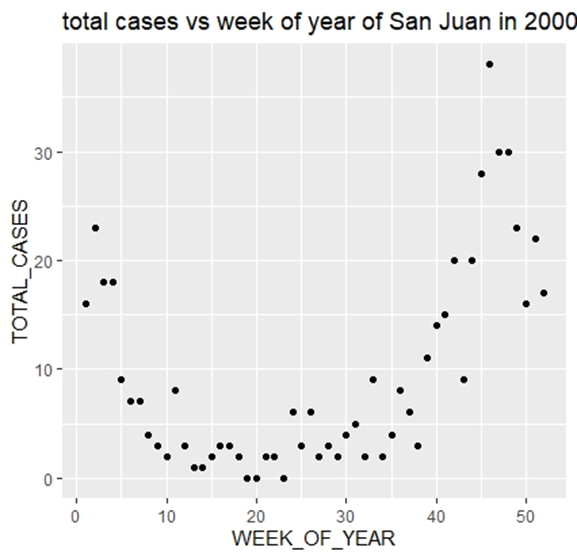 total cases vs week of year of San Juan in 2000
30
20
10
0
TOTAL_CASES
0 10 20 30 40 50
WEEK_OF_YEAR